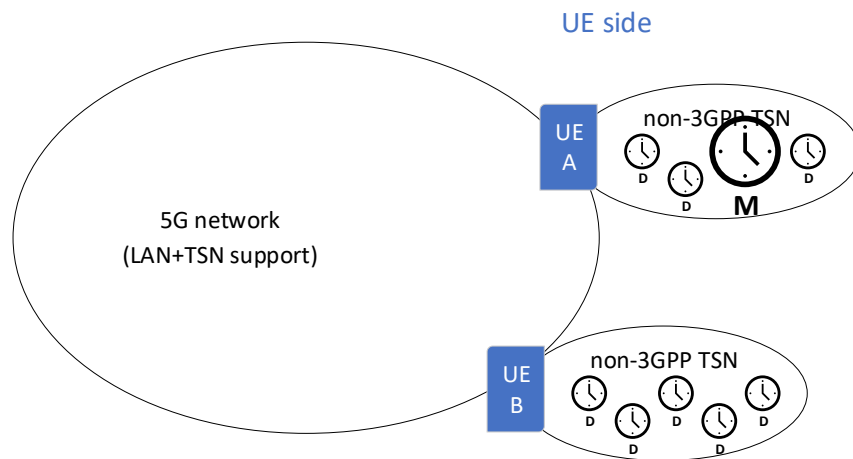 UE side
non-3GPP TSN
UE
A
D
D
M
D
5G network
(LAN+TSN support)
non-3GPP TSN
UE
B
D
D
D
D
D